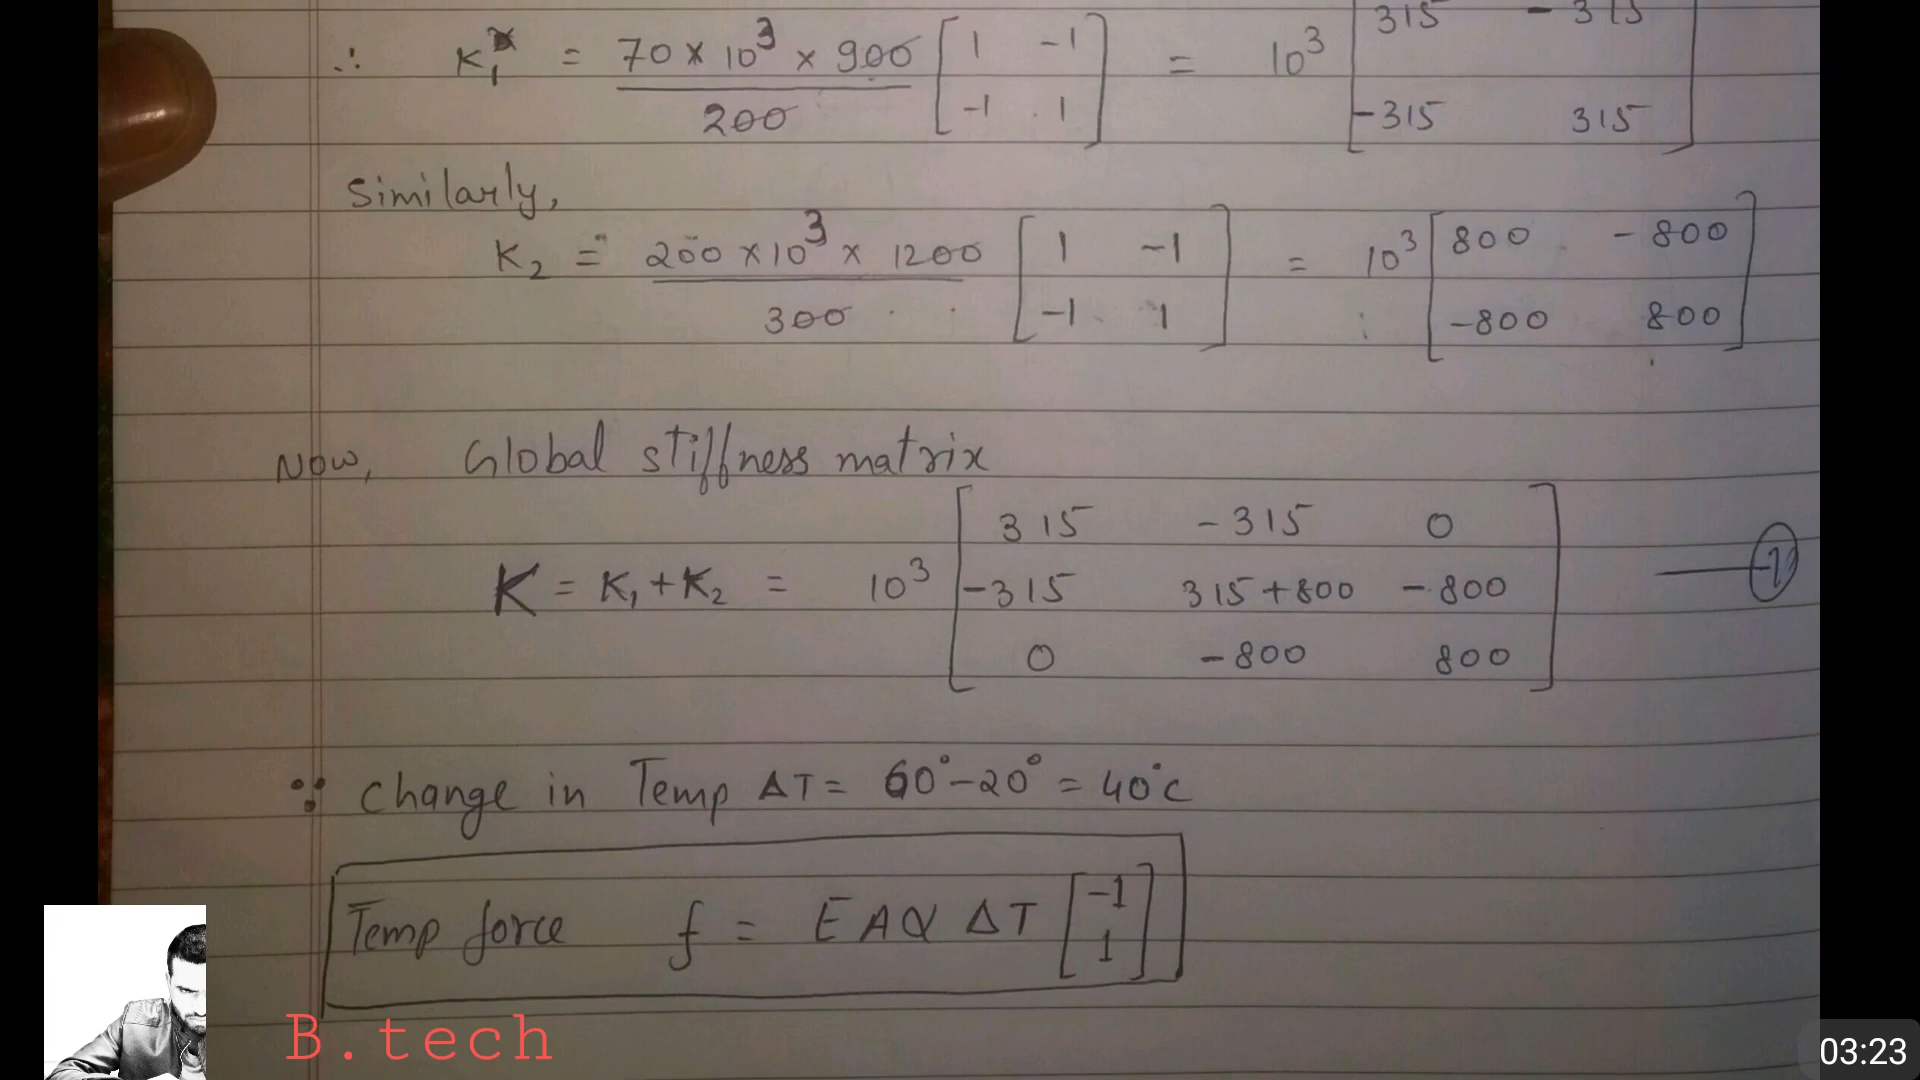 ∴ K₁ = 70 × 10³ × 900 / 200 [1 -1; -1 1] = 10³ [315 -315; -315 315]
Similarly,
K₂ = 200 × 10³ × 1200 / 300 [1 -1; -1 1] = 10³ [800 -800; -800 800]
Now, Global stiffness matrix
K = K₁ + K₂ = 10³ [315 -315 0; -315 315+800 -800; 0 -800 800] — 1
∵ Change in Temp ΔT = 60° - 20° = 40°C
Temp force f = E A α ΔT [-1; 1]
B.tech
03:23